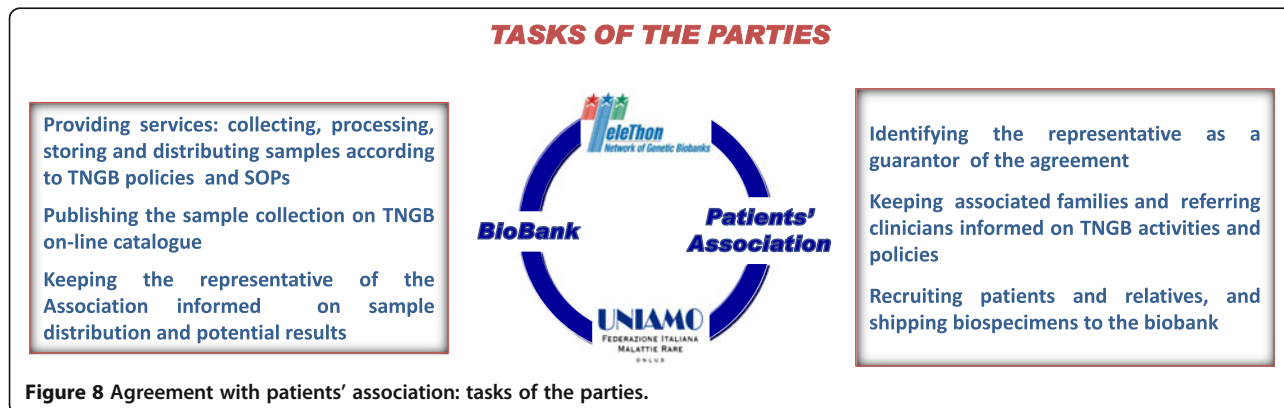 TASKS OF THE PARTIES
Providing services: collecting, processing,
storing and distributing samples according
to TNGB policies and SOPs
Publishing the sample collection on TNGB
on-line catalogue
Keeping the representative of the
Association informed on sample
distribution and potential results
TeleThon
Network of Genetic Biobanks
BioBank
Patients'
Association
UNIAMO
FEDERAZIONE ITALIANA
MALATTIE RARE
ONLUS
Identifying the representative as a
guarantor of the agreement
Keeping associated families and referring
clinicians informed on TNGB activities and
policies
Recruiting patients and relatives, and
shipping biospecimens to the biobank
Figure 8 Agreement with patients' association: tasks of the parties.